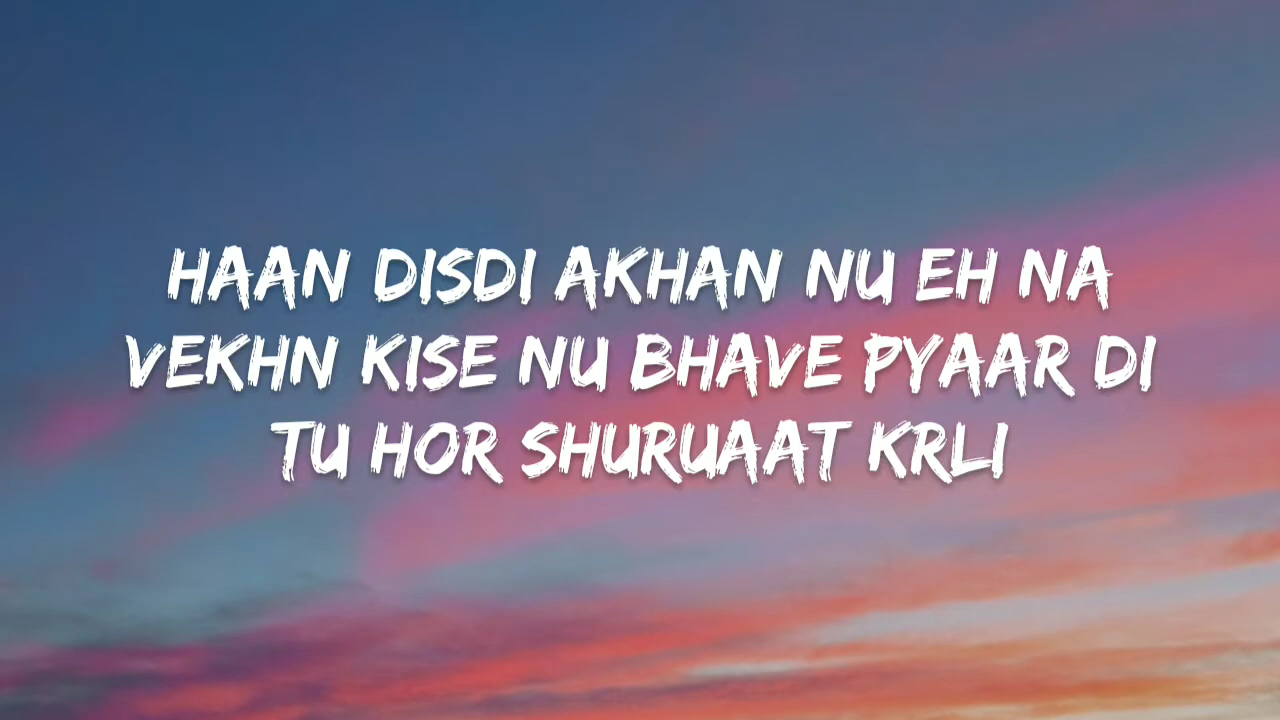 HAAN DISDI AKHAN NU EH NA
VEKHN KISE NU BHAVE PYAAR DI
TU HOR SHURUAAT KRLI